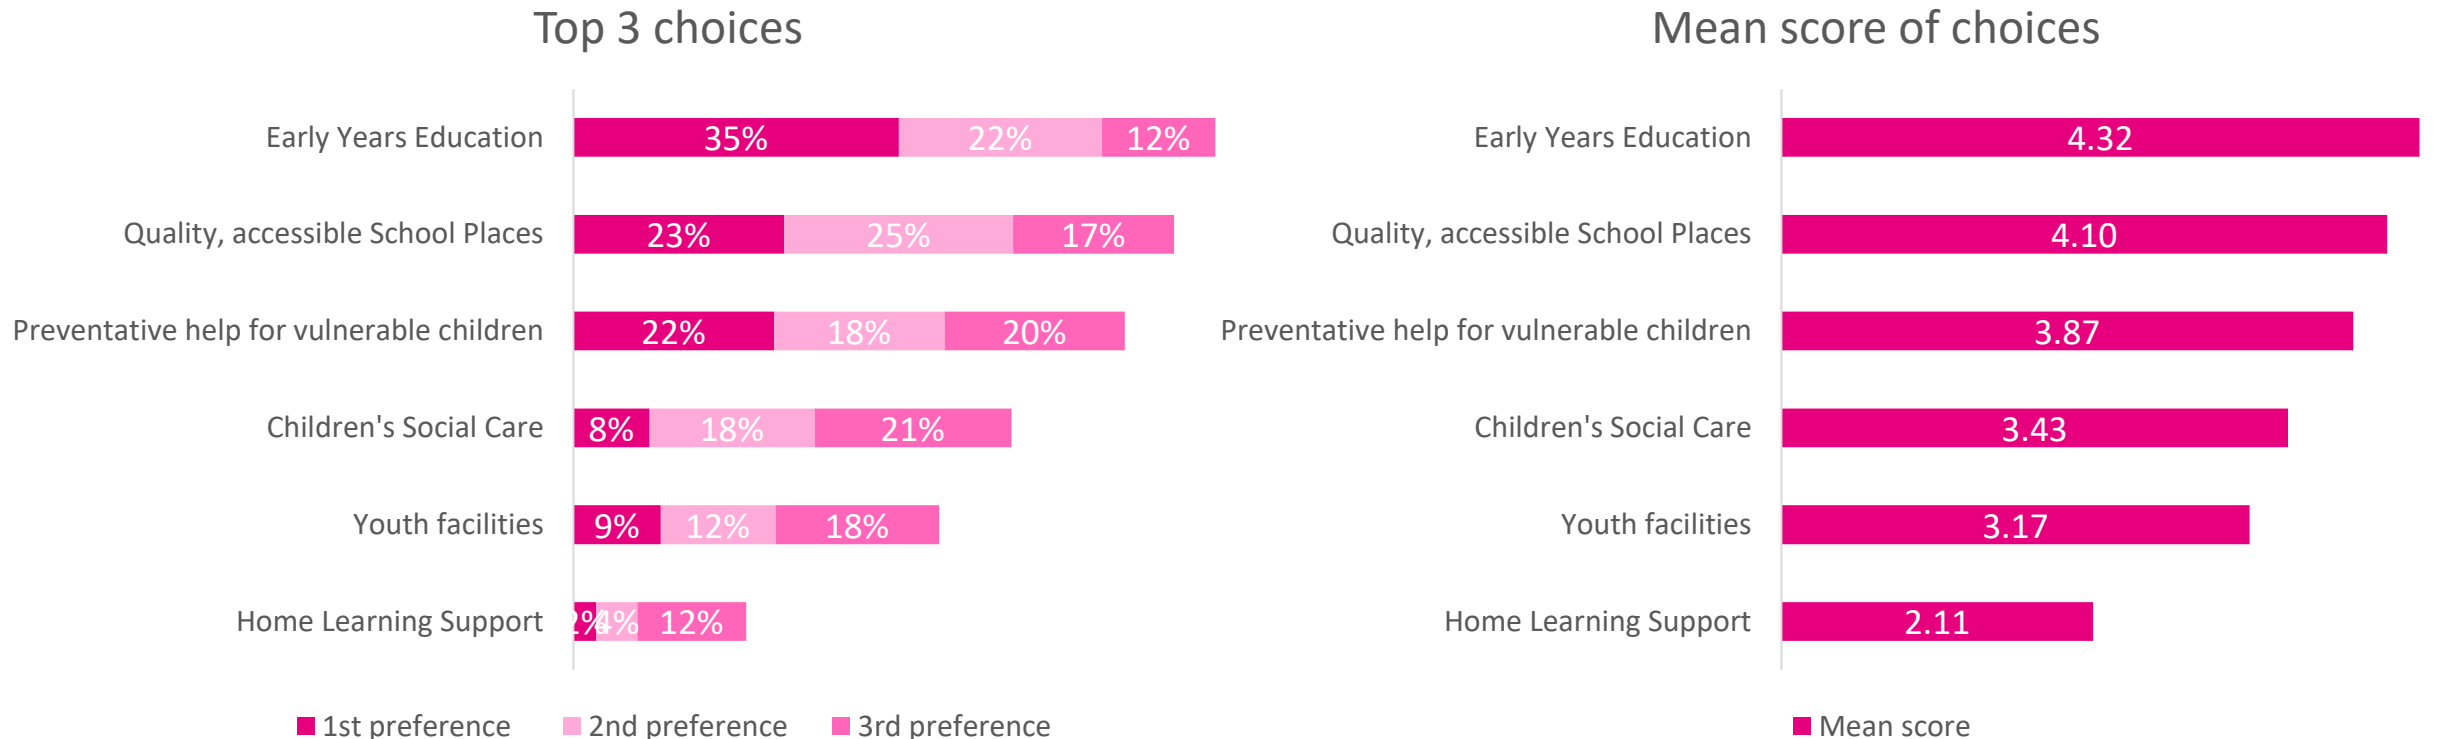 Top 3 choices
Early Years Education 35% 22% 12%
Quality, accessible School Places 23% 25% 17%
Preventative help for vulnerable children 22% 18% 20%
Children's Social Care 8% 18% 21%
Youth facilities 9% 12% 18%
Home Learning Support 2% 4% 12%
1st preference 2nd preference 3rd preference
Mean score of choices
Early Years Education 4.32
Quality, accessible School Places 4.10
Preventative help for vulnerable children 3.87
Children's Social Care 3.43
Youth facilities 3.17
Home Learning Support 2.11
Mean score